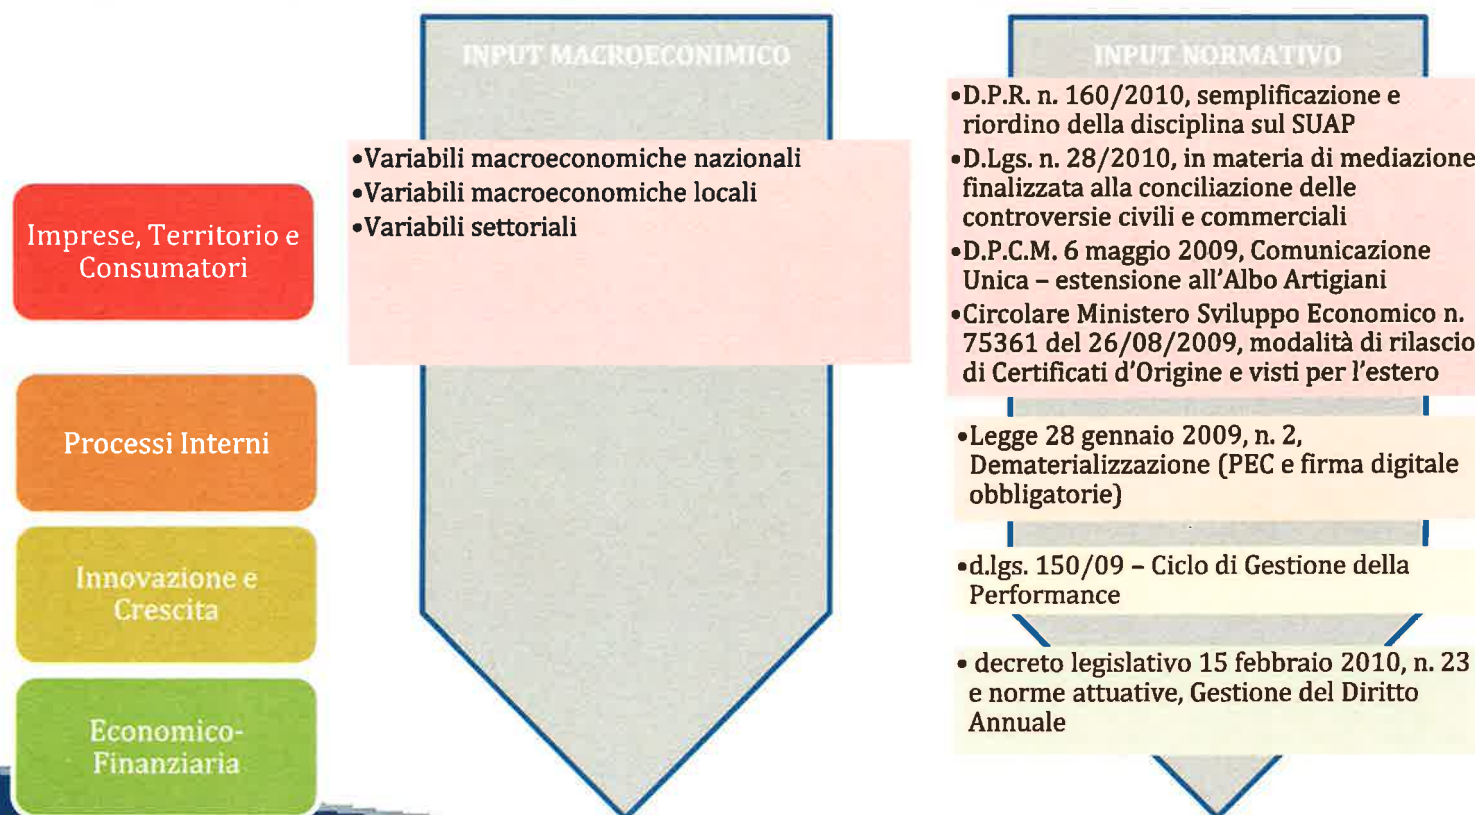 INPUT MACROECONIMICO
•Variabili macroeconomiche nazionali
•Variabili macroeconomiche locali
•Variabili settoriali
INPUT NORMATIVO
•D.P.R. n. 160/2010, semplificazione e
riordino della disciplina sul SUAP
•D.Lgs. n. 28/2010, in materia di mediazione
finalizzata alla conciliazione delle
controversie civili e commerciali
•D.P.C.M. 6 maggio 2009, Comunicazione
Unica – estensione all'Albo Artigiani
•Circolare Ministero Sviluppo Economico n.
75361 del 26/08/2009, modalità di rilascio
di Certificati d'Origine e visti per l'estero
•Legge 28 gennaio 2009, n. 2,
Dematerializzazione (PEC e firma digitale
obbligatorie)
•d.lgs. 150/09 – Ciclo di Gestione della
Performance
• decreto legislativo 15 febbraio 2010, n. 23
e norme attuative, Gestione del Diritto
Annuale
Imprese, Territorio e
Consumatori
Processi Interni
Innovazione e
Crescita
Economico-
Finanziaria